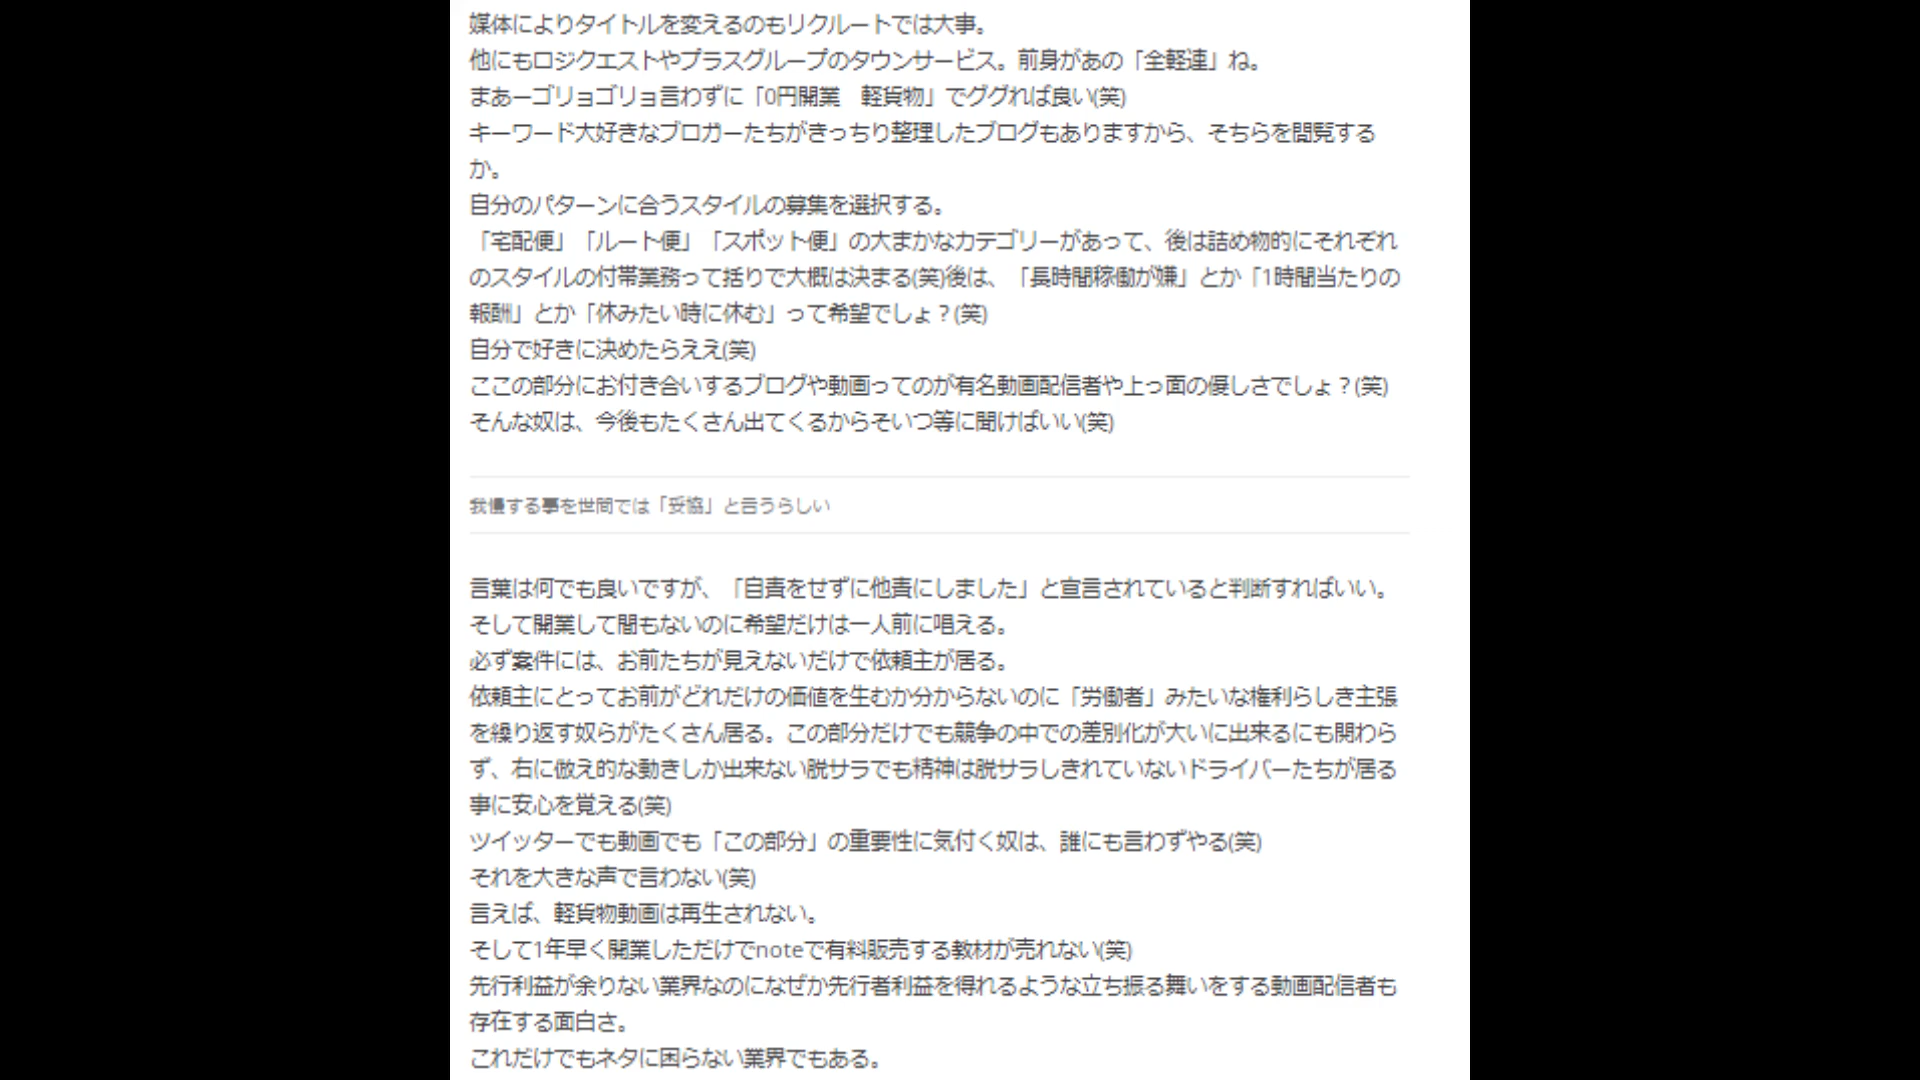 媒体によりタイトルを変えるのもリクルートでは大事。
他にもロジクエストやプラスグループのタウンサービス。前身があの「全軽連」ね。
まあーゴリョゴリョ言わずに「0円開業　軽貨物」でググれば良い(笑)
キーワード大好きなブロガーたちがきっちり整理したブログもありますから、そちらを閲覧する
か。
自分のパターンに合うスタイルの募集を選択する。
「宅配便」「ルート便」「スポット便」の大まかなカテゴリーがあって、後は詰め物的にそれぞれ
のスタイルの付帯業務って括りで大概は決まる(笑)後は、「長時間稼働が嫌」とか「1時間当たりの
報酬」とか「休みたい時に休む」って希望でしょ？(笑)
自分で好きに決めたらええ(笑)
ここの部分にお付き合いするブログや動画ってのが有名動画配信者や上っ面の優しさでしょ？(笑)
そんな奴は、今後もたくさん出てくるからそいつ等に聞けばいい(笑)
我慢する事を世間では「妥協」と言うらしい
言葉は何でも良いですが、「自責をせずに他責にしました」と宣言されていると判断すればいい。
そして開業して間もないのに希望だけは一人前に唱える。
必ず案件には、お前たちが見えないだけで依頼主が居る。
依頼主にとってお前がどれだけの価値を生むか分からないのに「労働者」みたいな権利らしき主張
を繰り返す奴らがたくさん居る。この部分だけでも競争の中での差別化が大いに出来るにも関わら
ず、右に倣え的な動きしか出来ない脱サラでも精神は脱サラしきれていないドライバーたちが居る
事に安心を覚える(笑)
ツイッターでも動画でも「この部分」の重要性に気付く奴は、誰にも言わずやる(笑)
それを大きな声で言わない(笑)
言えば、軽貨物動画は再生されない。
そして1年早く開業しただけでnoteで有料販売する教材が売れない(笑)
先行利益が余りない業界なのになぜか先行者利益を得れるような立ち振る舞いをする動画配信者も
存在する面白さ。
これだけでもネタに困らない業界でもある。